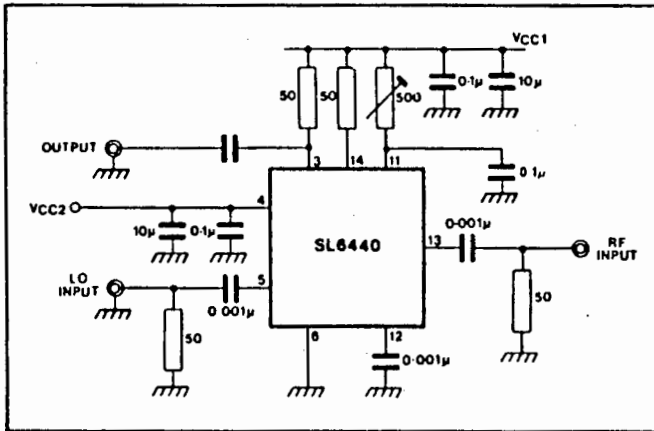 VCC1
50
50
500
0·1µ
10µ
OUTPUT
3
14
11
0·1µ
VCC2
4
10µ
0·1µ
SL6440
13
0·001µ
RF INPUT
LO INPUT
5
0·001µ
50
50
6
12
0·001µ